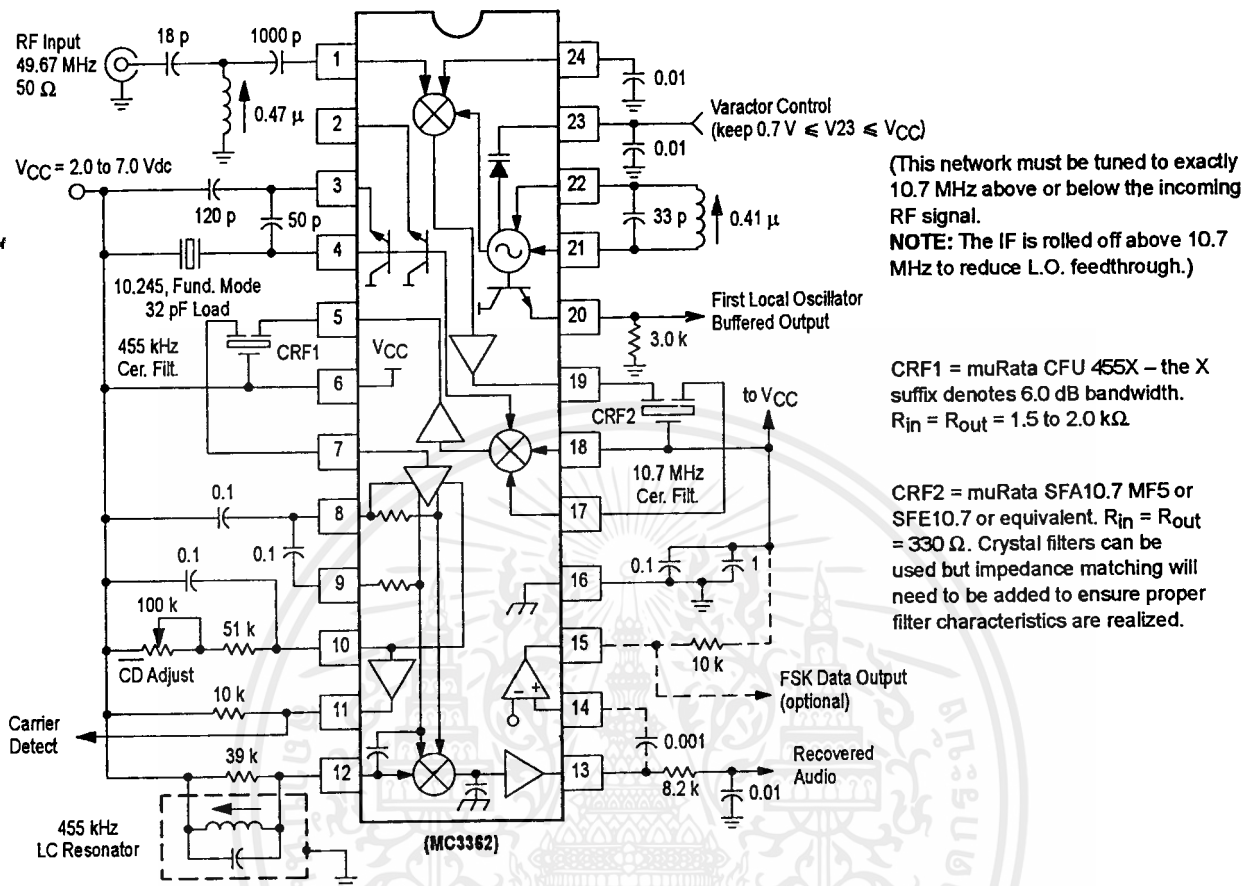 RF Input
49.67 MHz
50 Ω
18 p
1000 p
0.47 μ
VCC = 2.0 to 7.0 Vdc
120 p
50 p
10.245, Fund. Mode
32 pF Load
455 kHz
Cer. Filt.
CRF1
0.1
0.1
0.1
100 k
51 k
CD Adjust
10 k
Carrier
Detect
39 k
455 kHz
LC Resonator
1
2
3
4
5
6
7
8
9
10
11
12
VCC
(MC3362)
24
23
22
21
20
19
18
17
16
15
14
13
0.01
Varactor Control
(keep 0.7 V ⩽ V23 ⩽ VCC)
0.01
33 p
0.41 μ
First Local Oscillator
Buffered Output
3.0 k
to VCC
CRF2
10.7 MHz
Cer. Filt.
0.1
1
10 k
FSK Data Output
(optional)
0.001
Recovered
Audio
8.2 k
0.01
(This network must be tuned to exactly
10.7 MHz above or below the incoming
RF signal.
NOTE: The IF is rolled off above 10.7
MHz to reduce L.O. feedthrough.)
CRF1 = muRata CFU 455X – the X
suffix denotes 6.0 dB bandwidth.
Rin = Rout = 1.5 to 2.0 kΩ
CRF2 = muRata SFA10.7 MF5 or
SFE10.7 or equivalent. Rin = Rout
= 330 Ω. Crystal filters can be
used but impedance matching will
need to be added to ensure proper
filter characteristics are realized.